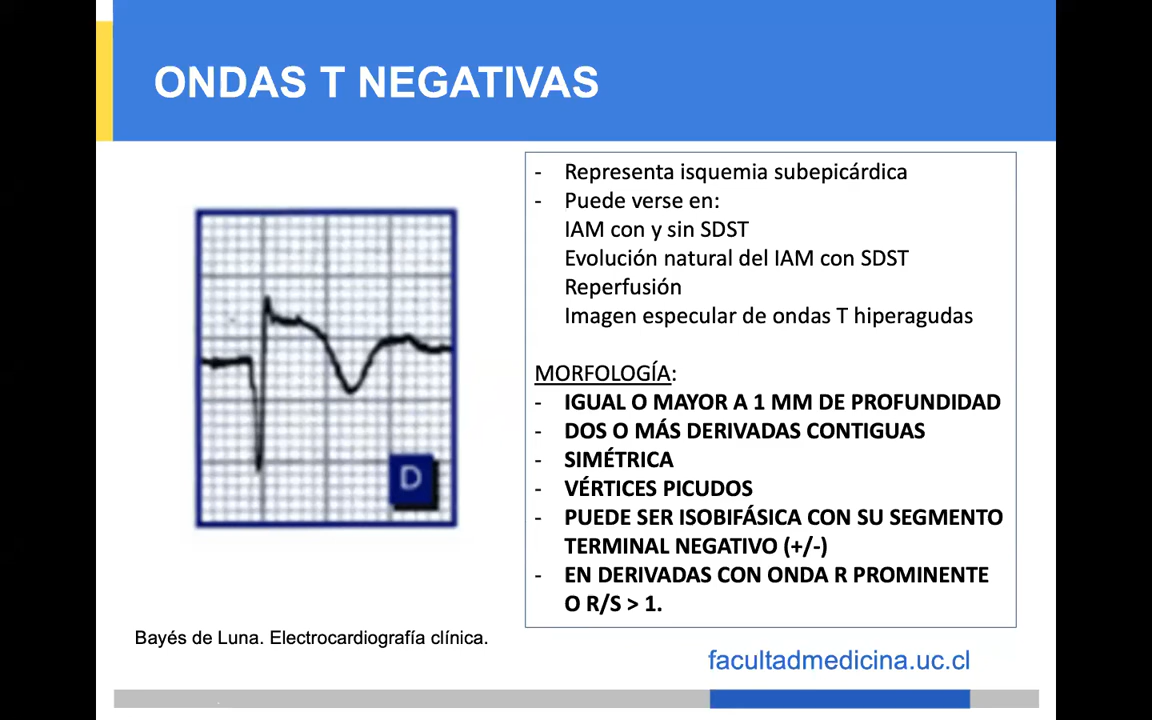 ONDAS T NEGATIVAS
- Representa isquemia subepicárdica
- Puede verse en:
IAM con y sin SDST
Evolución natural del IAM con SDST
Reperfusión
Imagen especular de ondas T hiperagudas
MORFOLOGÍA:
- IGUAL O MAYOR A 1 MM DE PROFUNDIDAD
- DOS O MÁS DERIVADAS CONTIGUAS
- SIMÉTRICA
- VÉRTICES PICUDOS
- PUEDE SER ISOBIFÁSICA CON SU SEGMENTO
TERMINAL NEGATIVO (+/-)
- EN DERIVADAS CON ONDA R PROMINENTE
O R/S > 1.
D
Bayés de Luna. Electrocardiografía clínica.
facultadmedicina.uc.cl